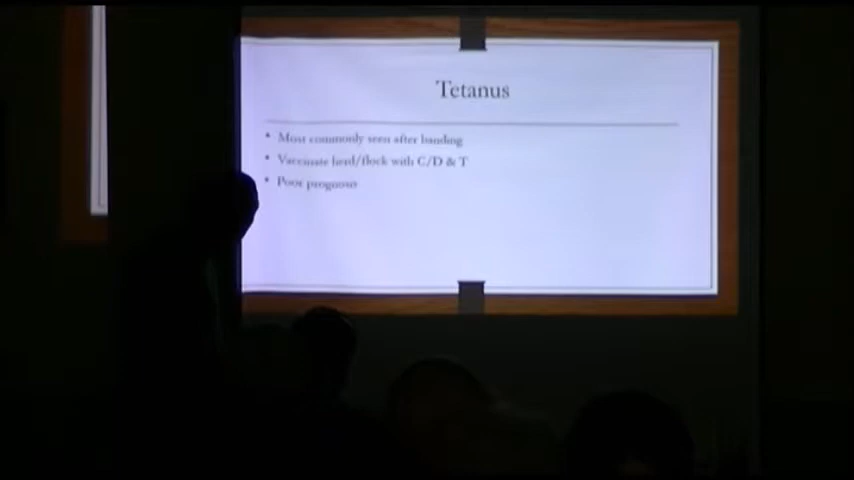 Tetanus
• Most commonly seen after banding
• Vaccinate herd/flock with C/D & T
• Poor prognosis